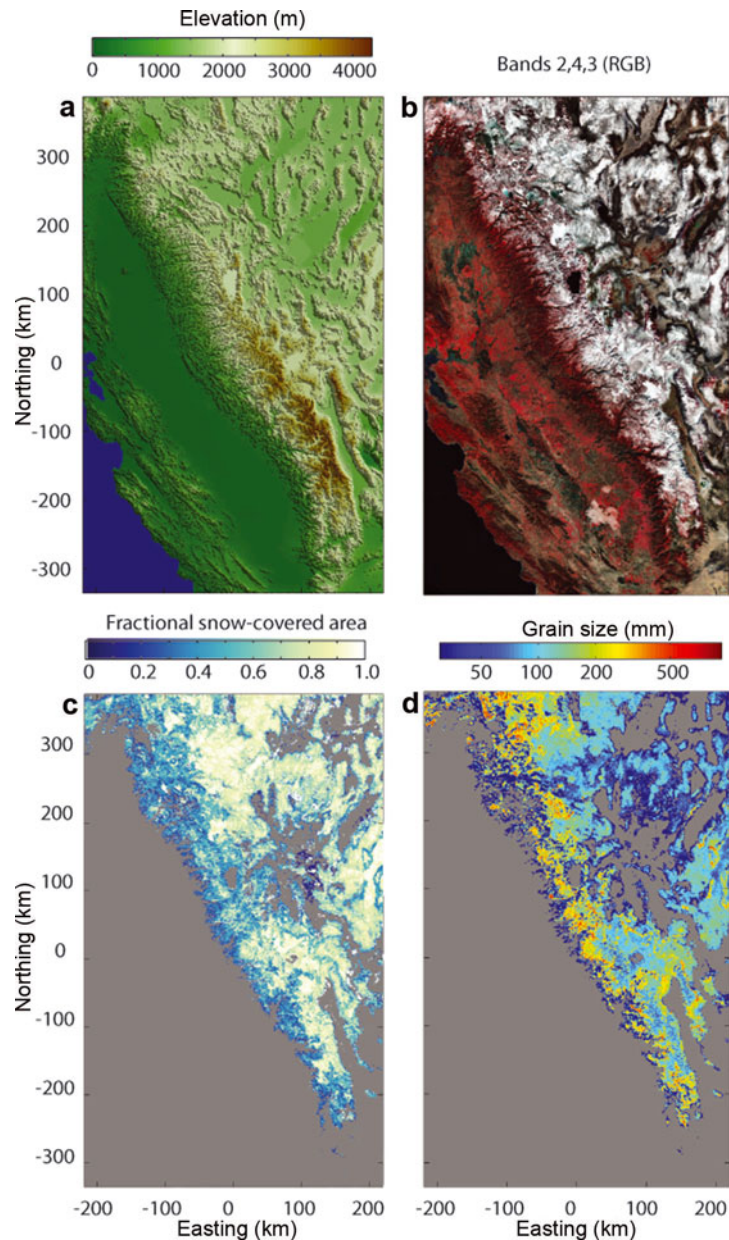 Elevation (m)
0 1000 2000 3000 4000
Bands 2,4,3 (RGB)
a
b
300
200
100
0
-100
-200
-300
Northing (km)
Fractional snow-covered area
0 0.2 0.4 0.6 0.8 1.0
Grain size (mm)
50 100 200 500
c
d
300
200
100
0
-100
-200
-300
Northing (km)
-200 -100 0 100 200
Easting (km)
-200 -100 0 100 200
Easting (km)